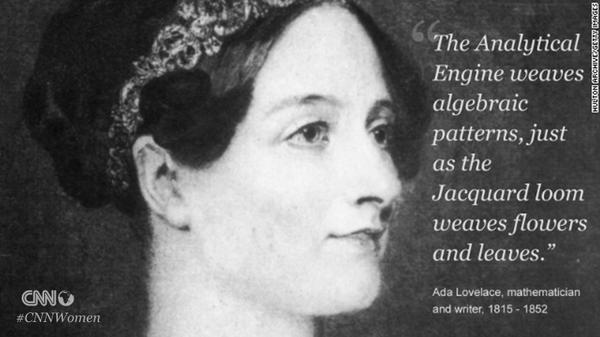 HULTON ARCHIVE/GETTY IMAGES
“The Analytical
Engine weaves
algebraic
patterns, just
as the
Jacquard loom
weaves flowers
and leaves.”
Ada Lovelace, mathematician
and writer, 1815 - 1852
CNN
#CNNWomen